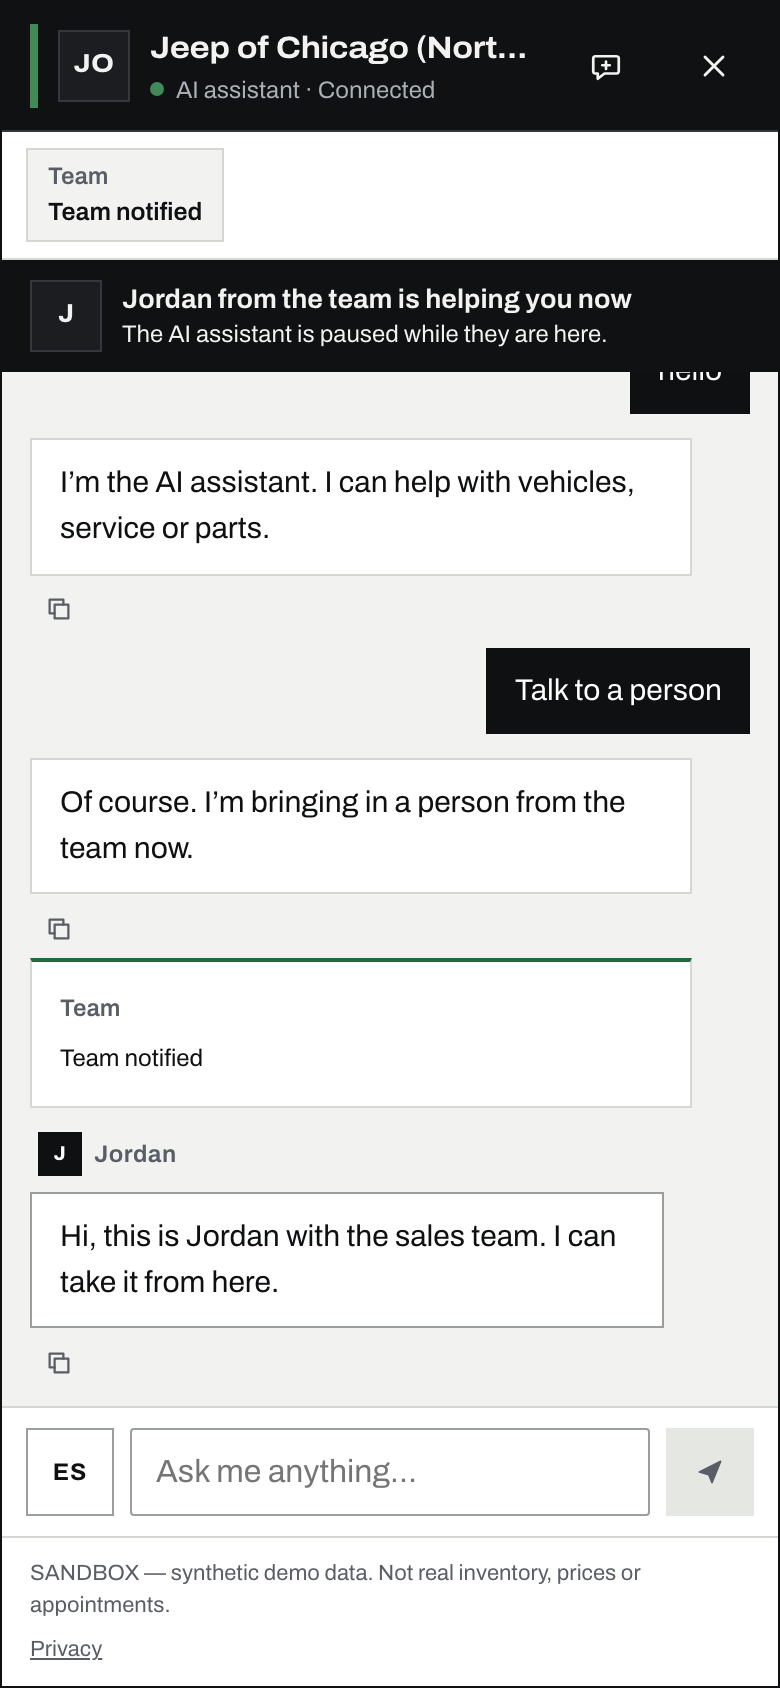 JO
Jeep of Chicago (Nort...
AI assistant · Connected
Team
Team notified
J
Jordan from the team is helping you now
The AI assistant is paused while they are here.
hello
I’m the AI assistant. I can help with vehicles,
service or parts.
Talk to a person
Of course. I’m bringing in a person from the
team now.
Team
Team notified
J Jordan
Hi, this is Jordan with the sales team. I can
take it from here.
ES
Ask me anything...
SANDBOX — synthetic demo data. Not real inventory, prices or
appointments.
Privacy